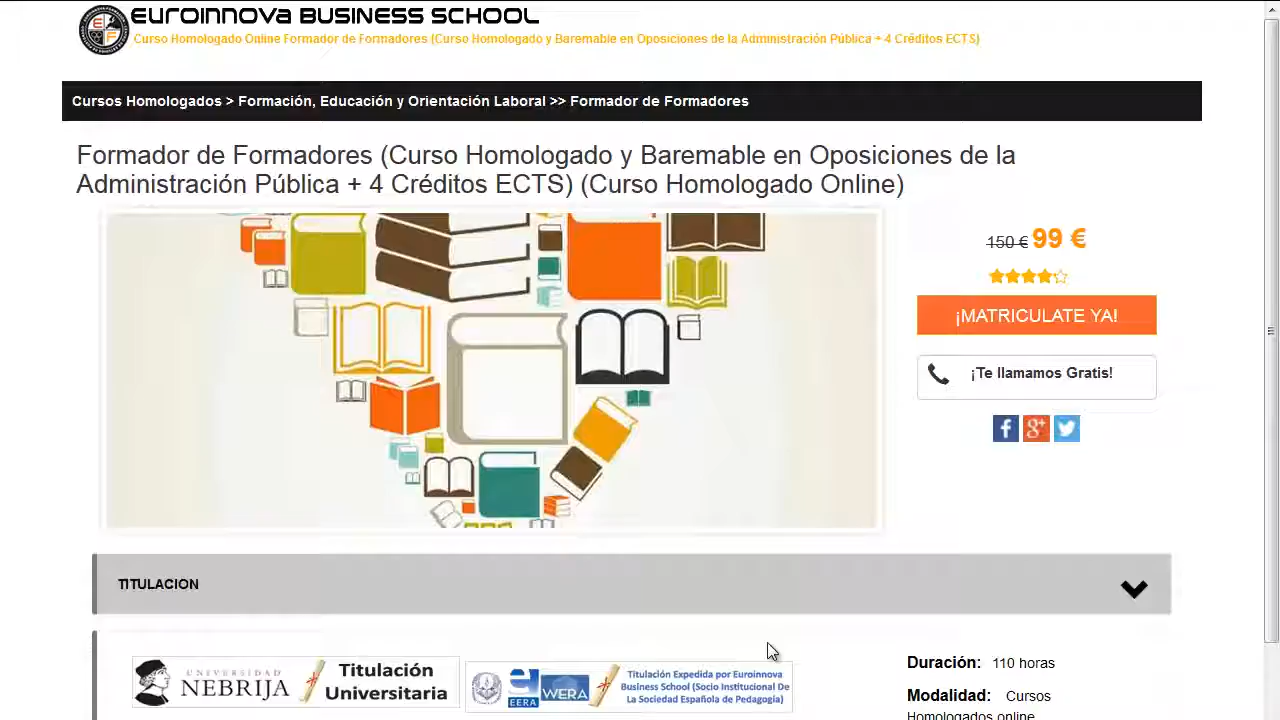 EUROINNOVA BUSINESS SCHOOL
Curso Homologado Online Formador de Formadores (Curso Homologado y Baremable en Oposiciones de la Administración Pública + 4 Créditos ECTS)
Cursos Homologados > Formación, Educación y Orientación Laboral >> Formador de Formadores
Formador de Formadores (Curso Homologado y Baremable en Oposiciones de la
Administración Pública + 4 Créditos ECTS) (Curso Homologado Online)
150 € 99 €
¡MATRICULATE YA!
¡Te llamamos Gratis!
TITULACION
UNIVERSIDAD
NEBRIJA
Titulación
Universitaria
EERA
WERA
Titulación Expedida por Euroinnova
Business School (Socio Institucional De
La Sociedad Española de Pedagogía)
Duración: 110 horas
Modalidad: Cursos
Homologados online